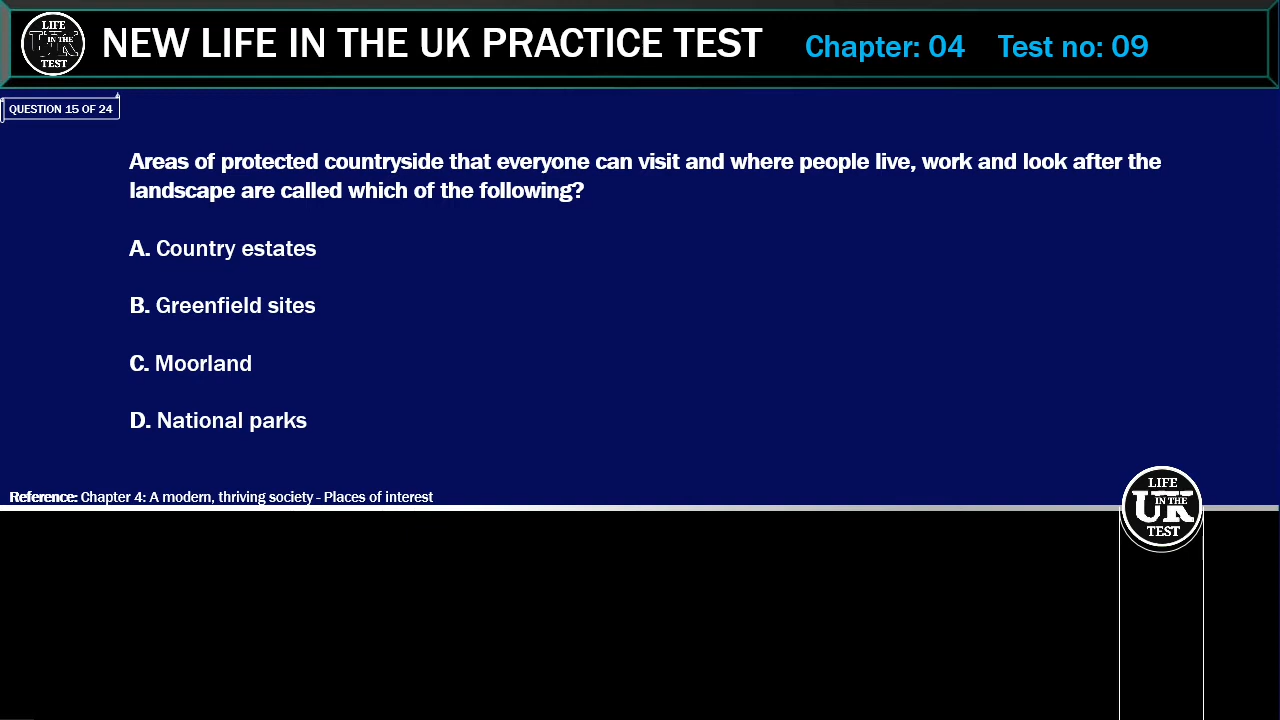 LIFE
UK IN THE
TEST
NEW LIFE IN THE UK PRACTICE TEST
Chapter: 04
Test no: 09
QUESTION 15 OF 24
Areas of protected countryside that everyone can visit and where people live, work and look after the
landscape are called which of the following?
A. Country estates
B. Greenfield sites
C. Moorland
D. National parks
Reference: Chapter 4: A modern, thriving society - Places of interest
LIFE
UK IN THE
TEST